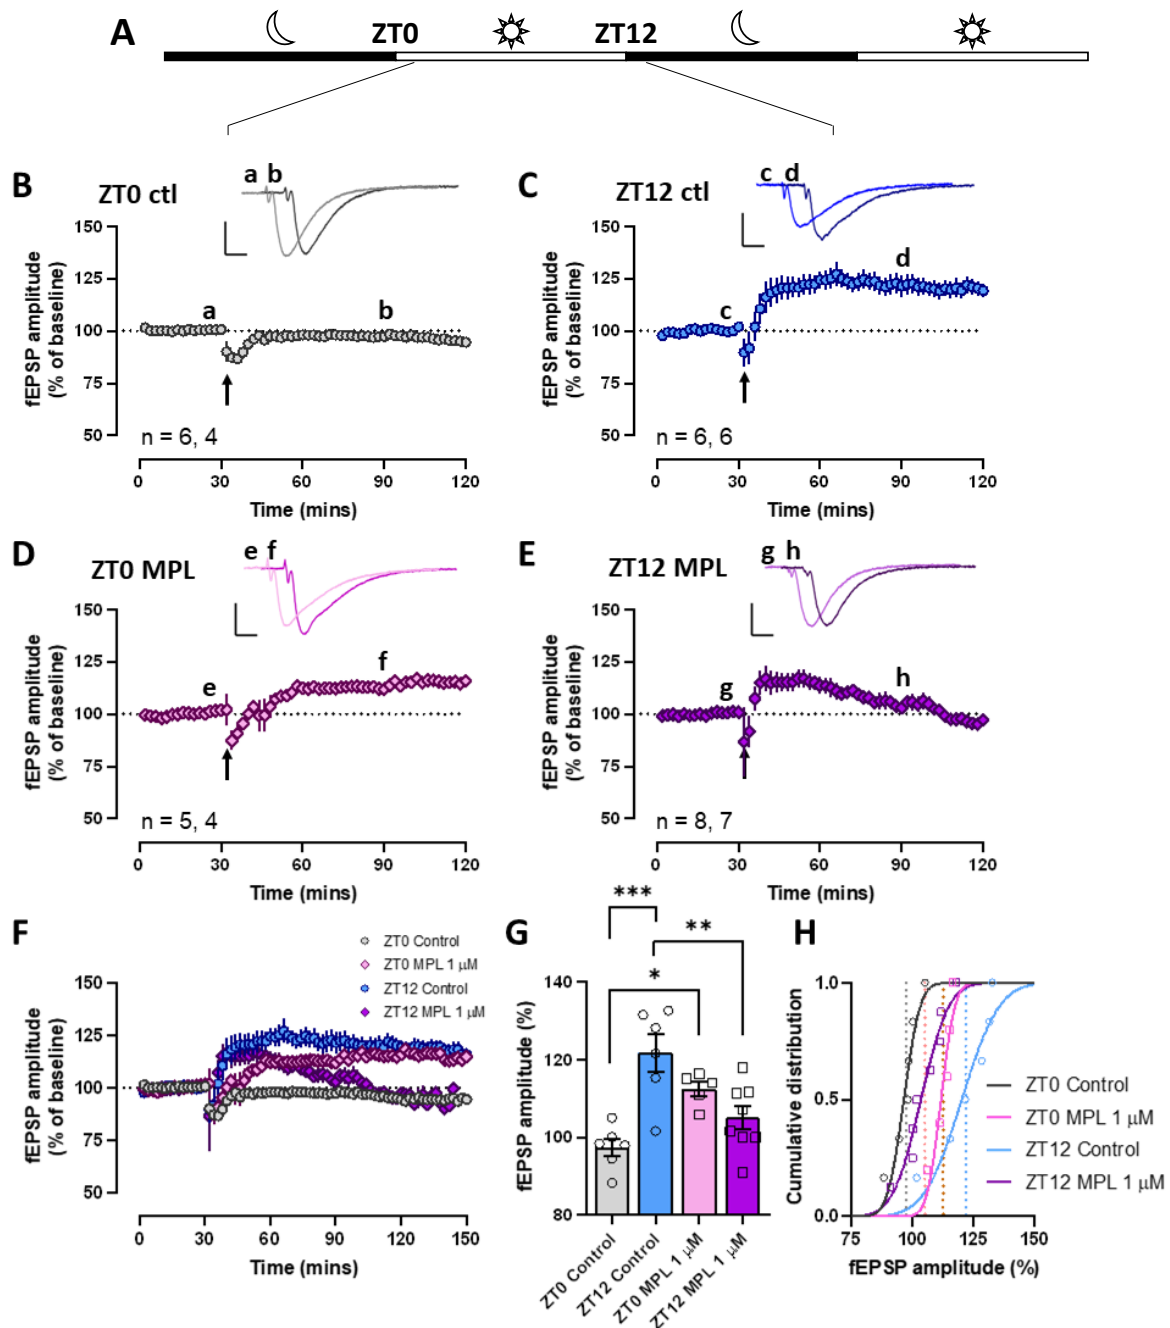 A
ZT0
ZT12
B
ZT0 ctl
a b
150
125
100
75
50
fEPSP amplitude
(% of baseline)
a
b
n = 6, 4
0
30
60
90
120
Time (mins)
C
ZT12 ctl
c d
150
125
100
75
50
fEPSP amplitude
(% of baseline)
c
d
n = 6, 6
0
30
60
90
120
Time (mins)
D
ZT0 MPL
e f
150
125
100
75
50
fEPSP amplitude
(% of baseline)
e
f
n = 5, 4
0
30
60
90
120
Time (mins)
E
ZT12 MPL
g h
150
125
100
75
50
fEPSP amplitude
(% of baseline)
g
h
n = 8, 7
0
30
60
90
120
Time (mins)
F
ZT0 Control
ZT0 MPL 1 μM
ZT12 Control
ZT12 MPL 1 μM
150
125
100
75
50
fEPSP amplitude
(% of baseline)
0
30
60
90
120
150
Time (mins)
G
***
**
*
140
120
100
80
fEPSP amplitude (%)
ZT0 Control
ZT12 Control
ZT0 MPL 1 μM
ZT12 MPL 1 μM
H
1.0
0.5
0.0
Cumulative distribution
ZT0 Control
ZT0 MPL 1 μM
ZT12 Control
ZT12 MPL 1 μM
75
100
125
150
fEPSP amplitude (%)